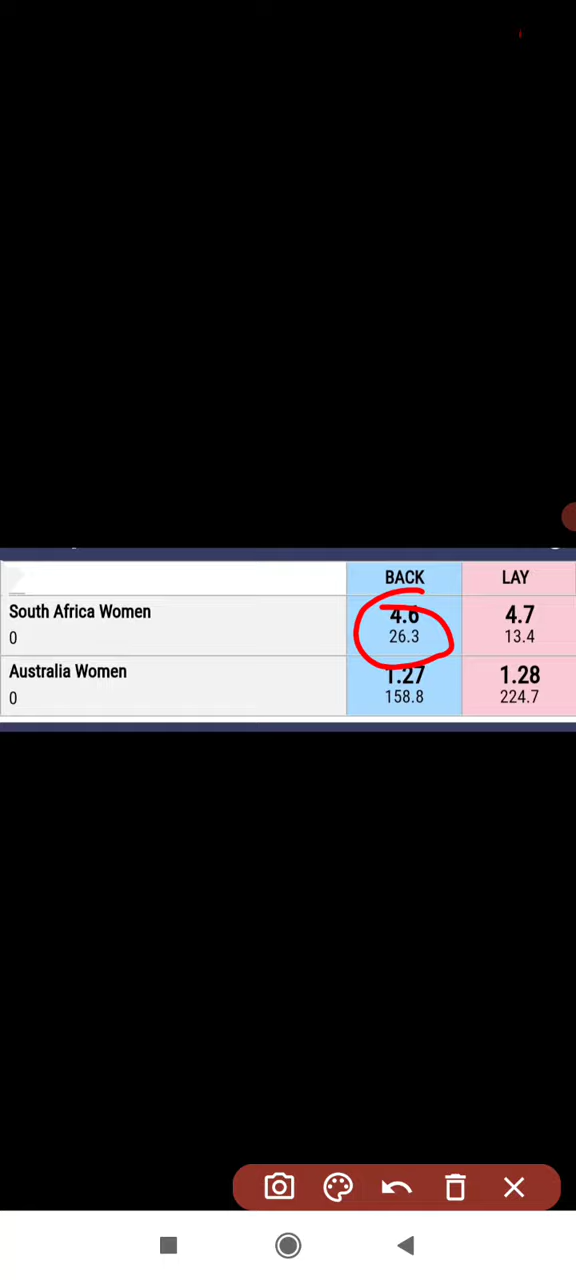 BACK LAY
South Africa Women 4.6 4.7
0 26.3 13.4
Australia Women 1.27 1.28
0 158.8 224.7